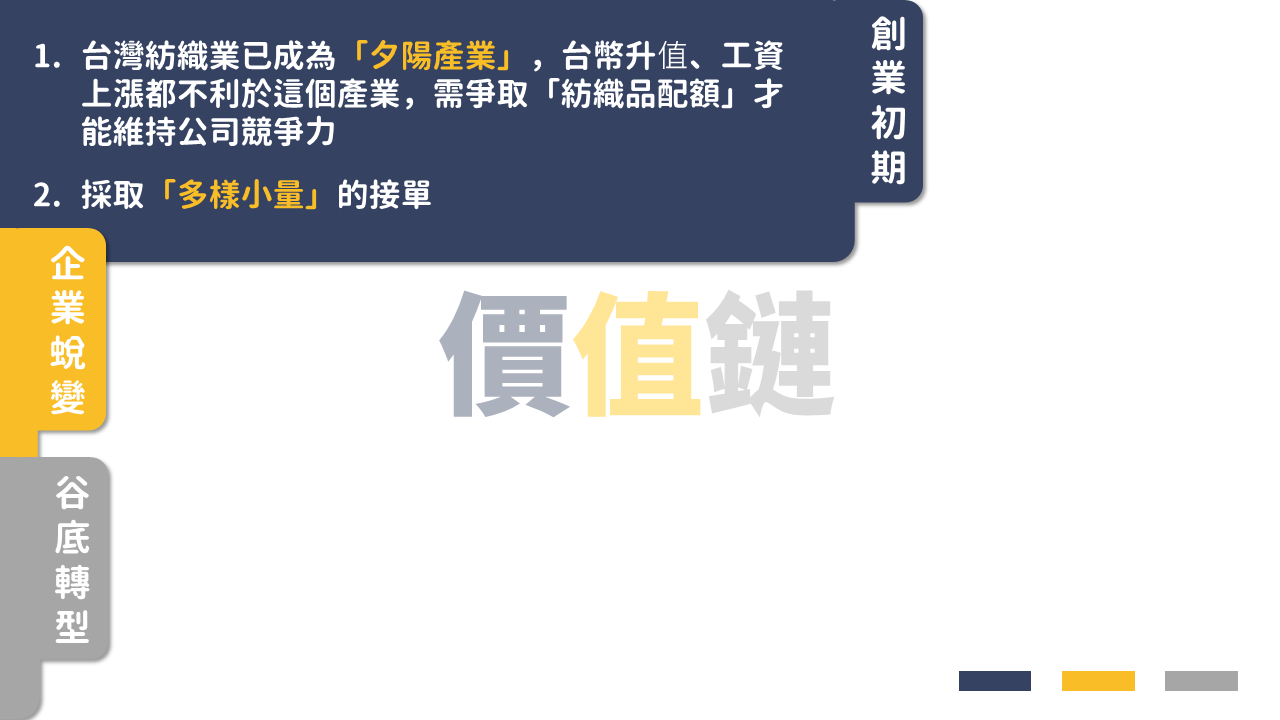 1. 台灣紡織業已成為「夕陽產業」，台幣升值、工資
上漲都不利於這個產業，需爭取「紡織品配額」才
能維持公司競爭力
2. 採取「多樣小量」的接單
創業初期
企業蛻變
價值鏈
谷底轉型